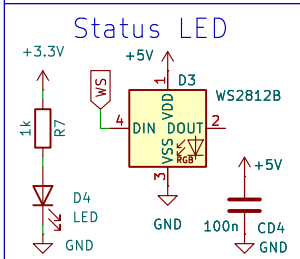 Status LED
+3.3V
+5V
WS
D3
WS2812B
1
VDD
4
DIN
DOUT
2
VSS
RGB
3
1k
R7
D4
LED
GND
GND
+5V
100n
CD4
GND